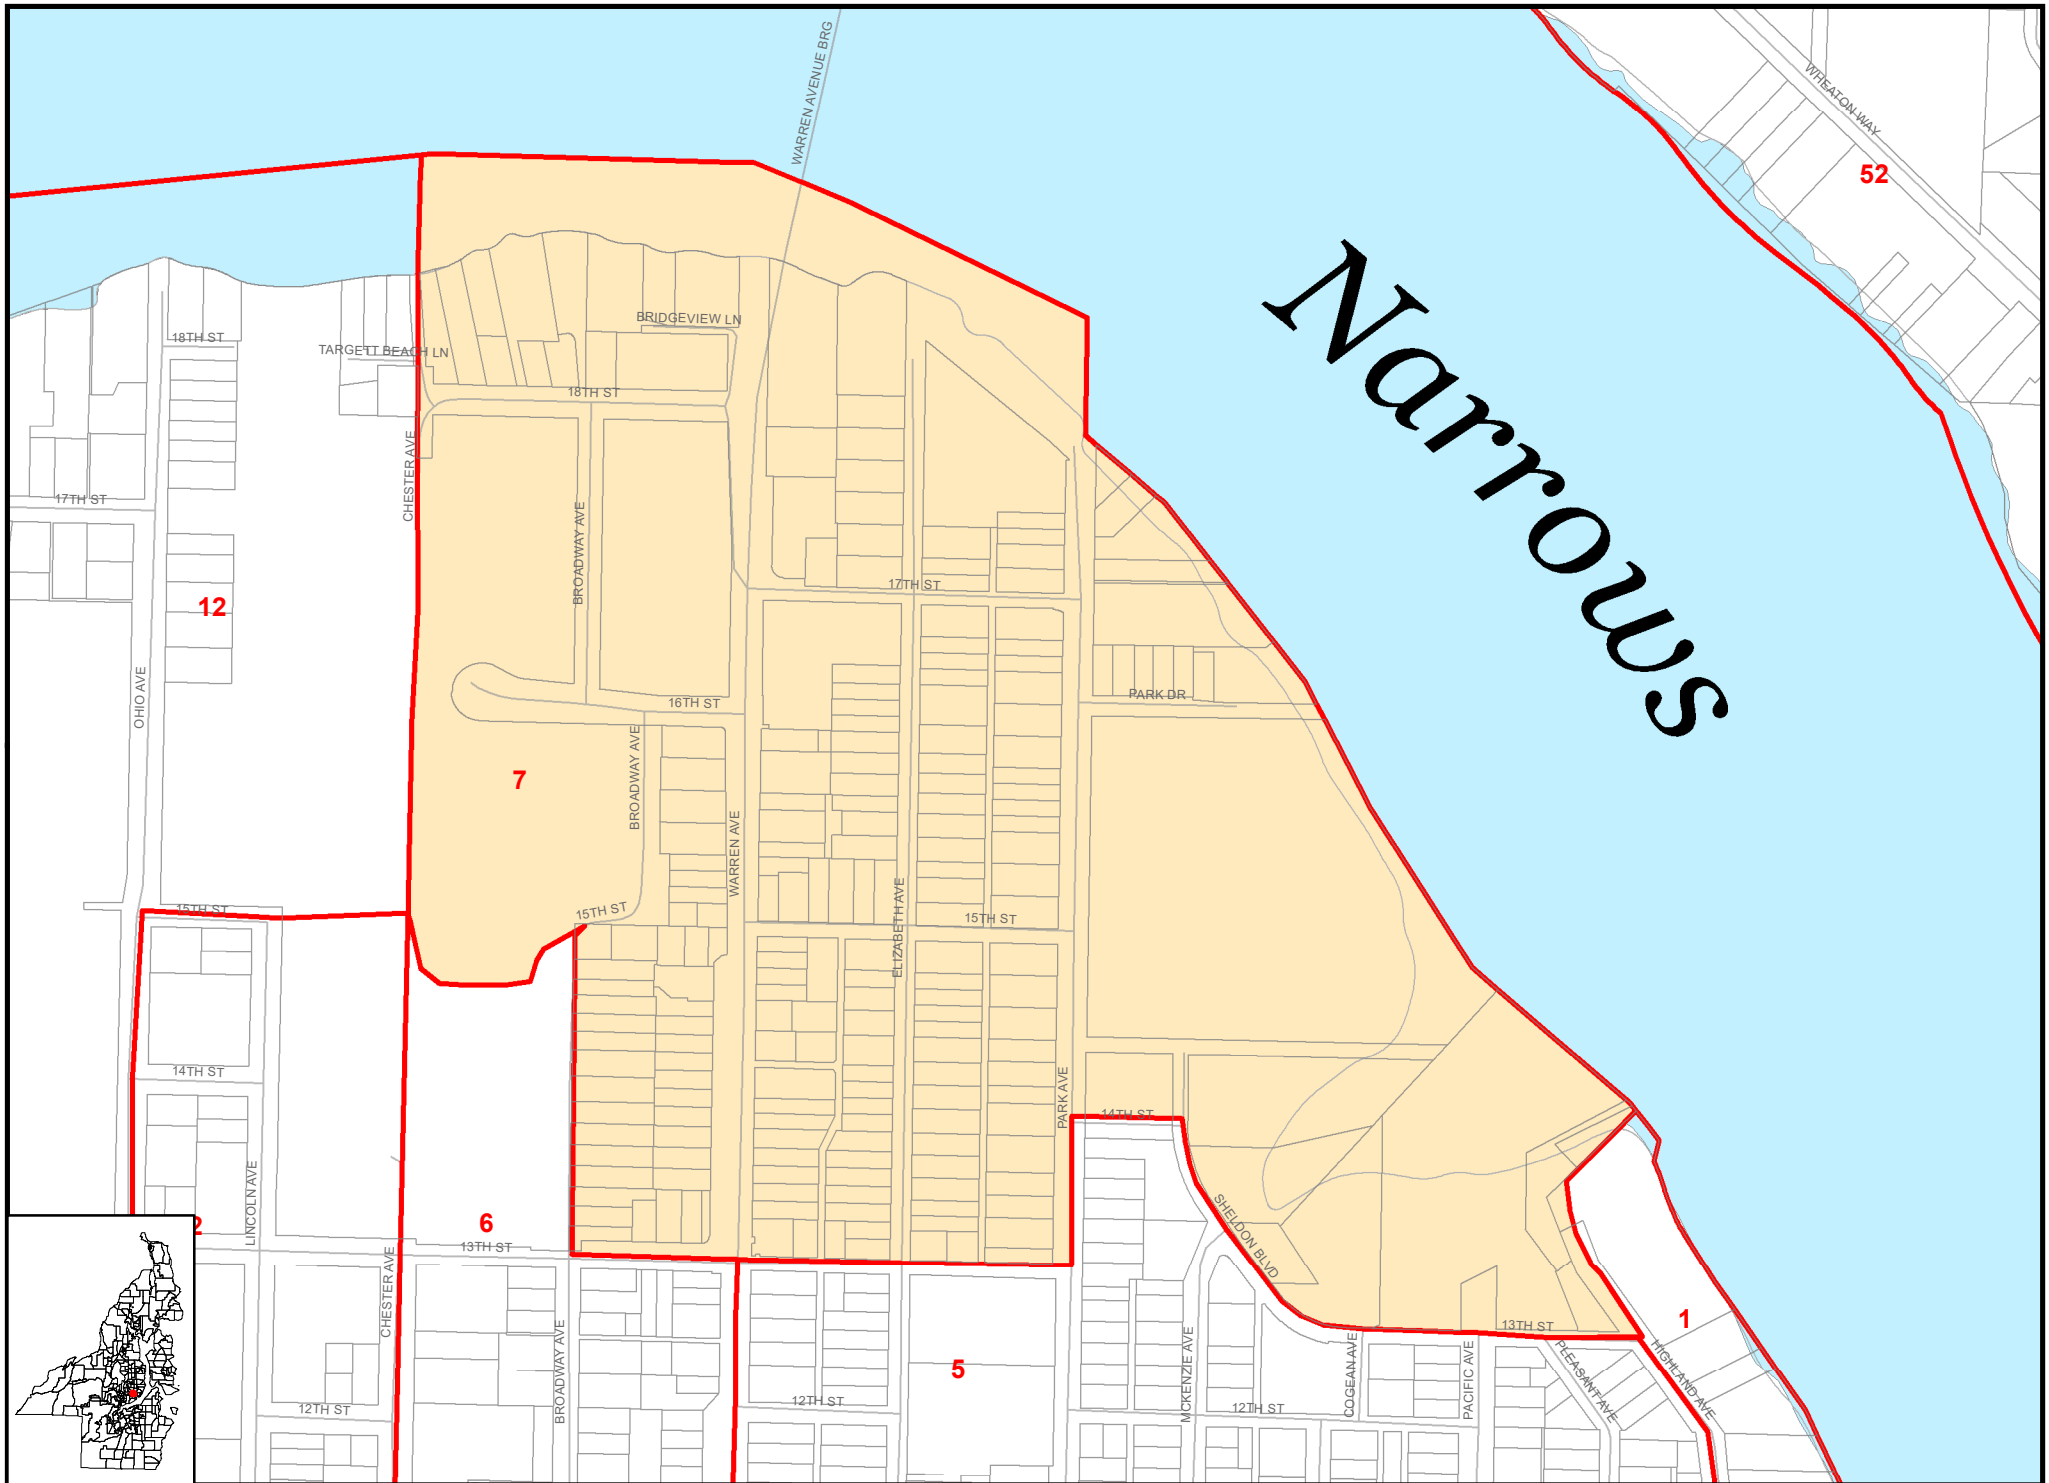 WARREN AVENUE BRG
WHEATON WAY
52
Narrows
BRIDGEVIEW LN
18TH ST
TARGETT BEACH LN
18TH ST
CHESTER AVE
17TH ST
BROADWAY AVE
17TH ST
12
OHIO AVE
PARK DR
16TH ST
7
BROADWAY AVE
WARREN AVE
15TH ST
15TH ST
15TH ST
ELIZABETH AVE
14TH ST
PARK AVE
14TH ST
LINCOLN AVE
2
6
13TH ST
SHELDON BLVD
CHESTER AVE
13TH ST
1
BROADWAY AVE
5
MCKENZIE AVE
COGEAN AVE
PACIFIC AVE
PLEASANT AVE
HIGHLAND AVE
12TH ST
12TH ST
12TH ST